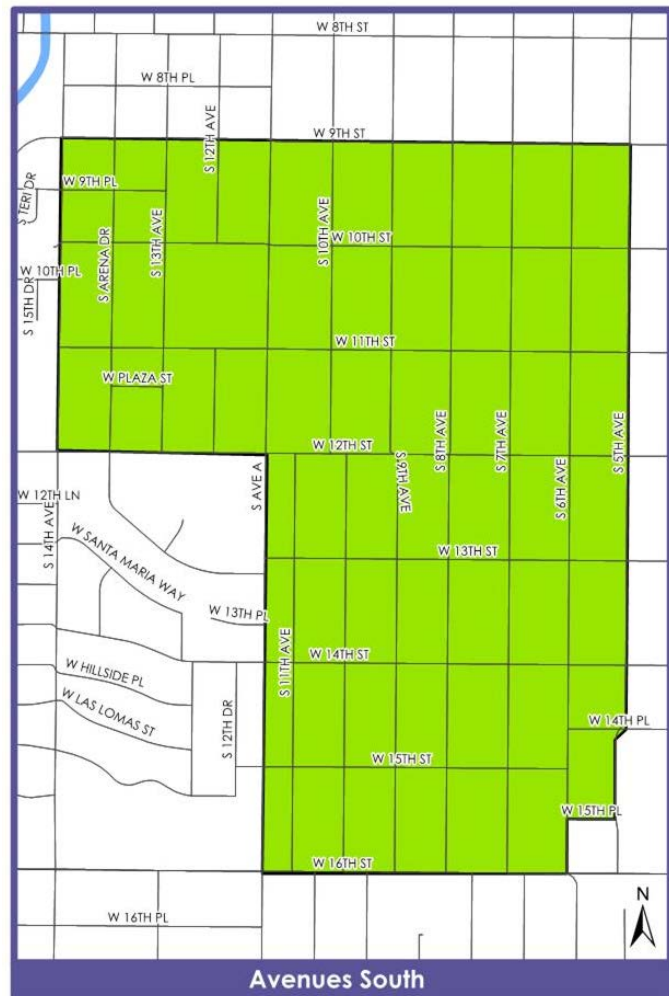 W 8TH ST
W 8TH PL
S 12TH AVE
W 9TH ST
S TERI DR
W 9TH PL
S ARENA DR
S 13TH AVE
S 10TH AVE
W 10TH ST
W 10TH PL
S 15TH DR
W 11TH ST
W PLAZA ST
W 12TH ST
S AVE A
S 9TH AVE
S 8TH AVE
S 7TH AVE
S 6TH AVE
S 5TH AVE
W 12TH LN
S 14TH AVE
W SANTA MARIA WAY
W 13TH ST
W 13TH PL
S 11TH AVE
W 14TH ST
W HILLSIDE PL
W LAS LOMAS ST
S 12TH DR
W 14TH PL
W 15TH ST
W 15TH PL
W 16TH ST
W 16TH PL
N
Avenues South